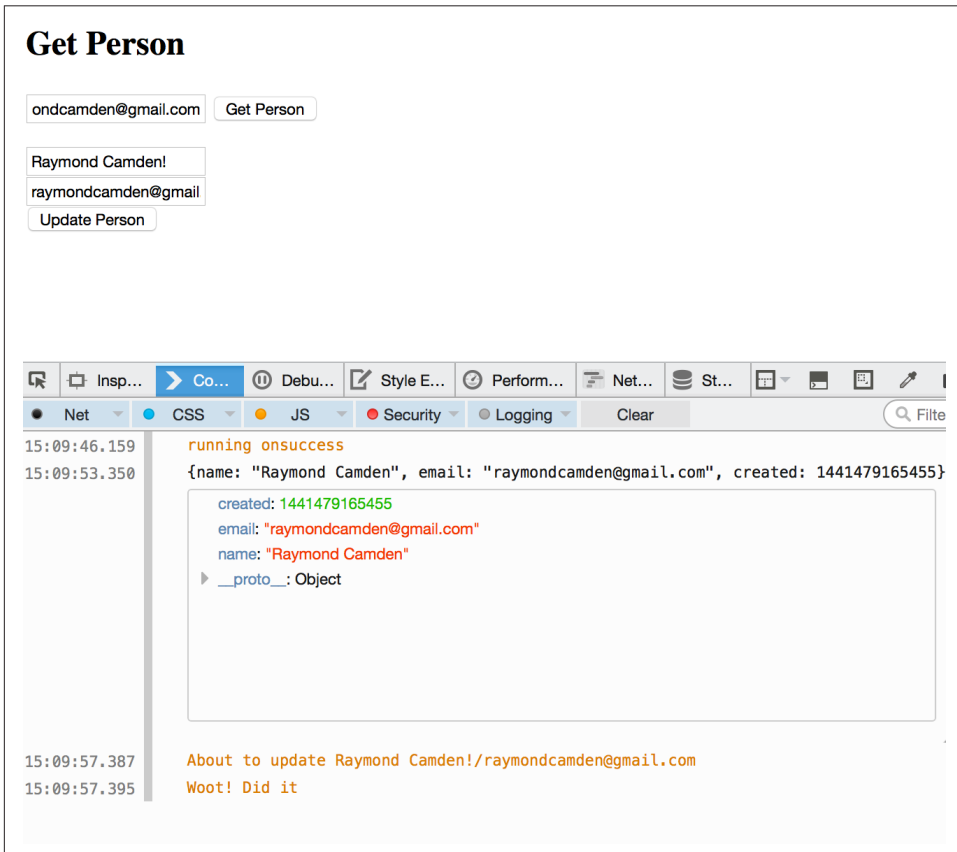 Get Person
ondcamden@gmail.com Get Person
Raymond Camden!
raymondcamden@gmail
Update Person
Insp... Co... Debu... Style E... Perform... Net... St...
Net CSS JS Security Logging Clear Filte
15:09:46.159 running onsuccess
15:09:53.350 {name: "Raymond Camden", email: "raymondcamden@gmail.com", created: 1441479165455}
created: 1441479165455
email: "raymondcamden@gmail.com"
name: "Raymond Camden"
__proto__: Object
15:09:57.387 About to update Raymond Camden!/raymondcamden@gmail.com
15:09:57.395 Woot! Did it